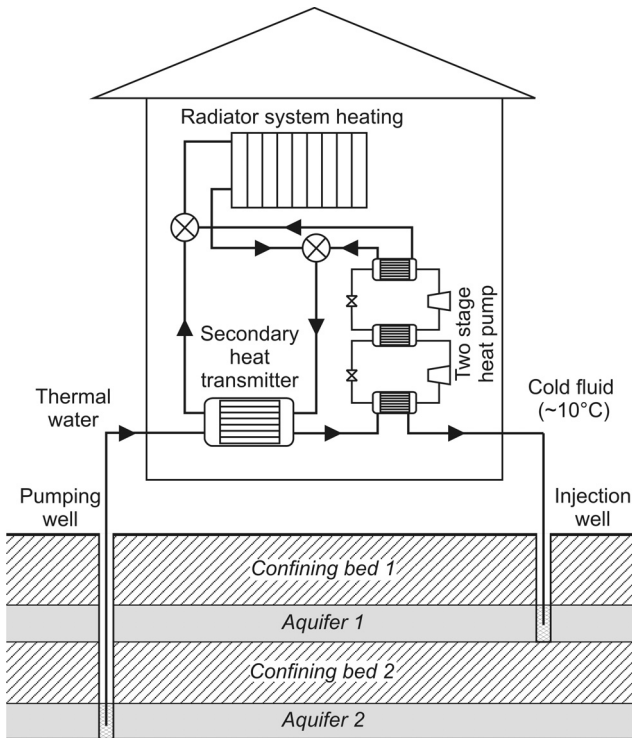 Radiator system heating
Two stage
heat pump
Secondary
heat
transmitter
Thermal
water
Cold fluid
(~10°C)
Pumping
well
Injection
well
Confining bed 1
Aquifer 1
Confining bed 2
Aquifer 2